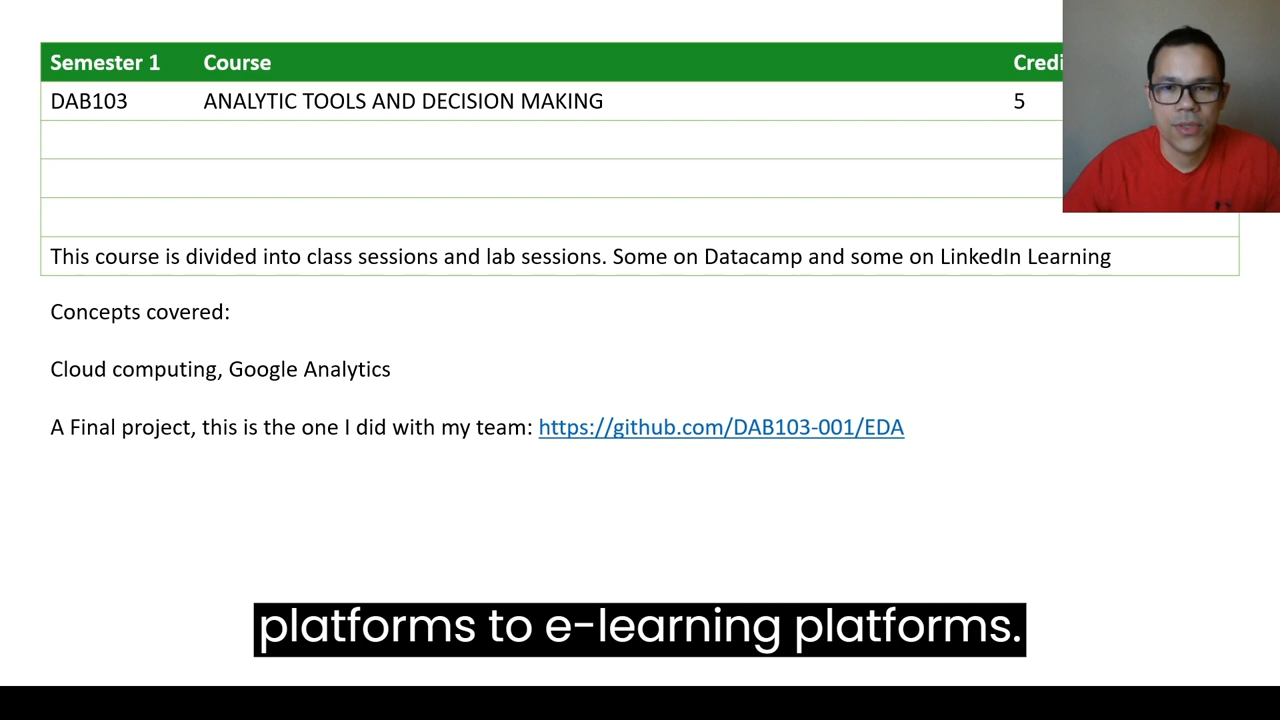 Semester 1 Course Credi
DAB103 ANALYTIC TOOLS AND DECISION MAKING 5
This course is divided into class sessions and lab sessions. Some on Datacamp and some on LinkedIn Learning
Concepts covered:
Cloud computing, Google Analytics
A Final project, this is the one I did with my team: https://github.com/DAB103-001/EDA
platforms to e-learning platforms.